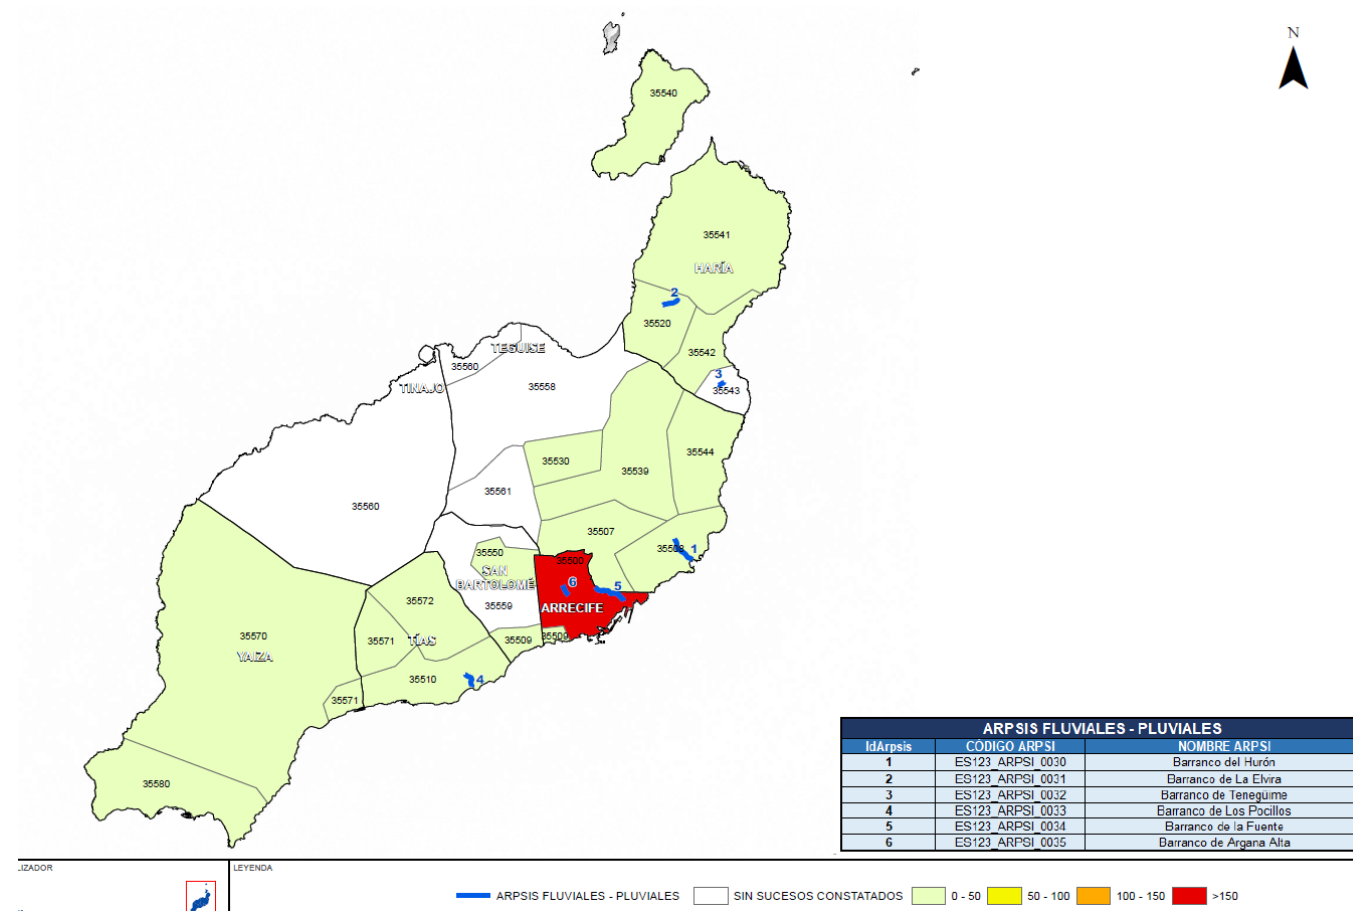 N
35540
35541
HARÍA
2
35520
35542
TEGUISE
35560
3
35543
TINAJO
35558
35544
35530
35539
35561
35560
35507
35508
1
35550
35500
SAN
BARTOLOMÉ
6
5
35572
35559
ARRECIFE
35570
YAIZA
35571
TÍAS
35509
35509
35510
4
35571
35580
ARPSIS FLUVIALES - PLUVIALES
IdArpsis CÓDIGO ARPSI NOMBRE ARPSI
1 ES123_ARPSI_0030 Barranco del Hurón
2 ES123_ARPSI_0031 Barranco de La Elvira
3 ES123_ARPSI_0032 Barranco de Tenegüime
4 ES123_ARPSI_0033 Barranco de Los Pocillos
5 ES123_ARPSI_0034 Barranco de la Fuente
6 ES123_ARPSI_0035 Barranco de Argana Alta
LIZADOR
LEYENDA
ARPSIS FLUVIALES - PLUVIALES SIN SUCESOS CONSTATADOS 0 - 50 50 - 100 100 - 150 >150